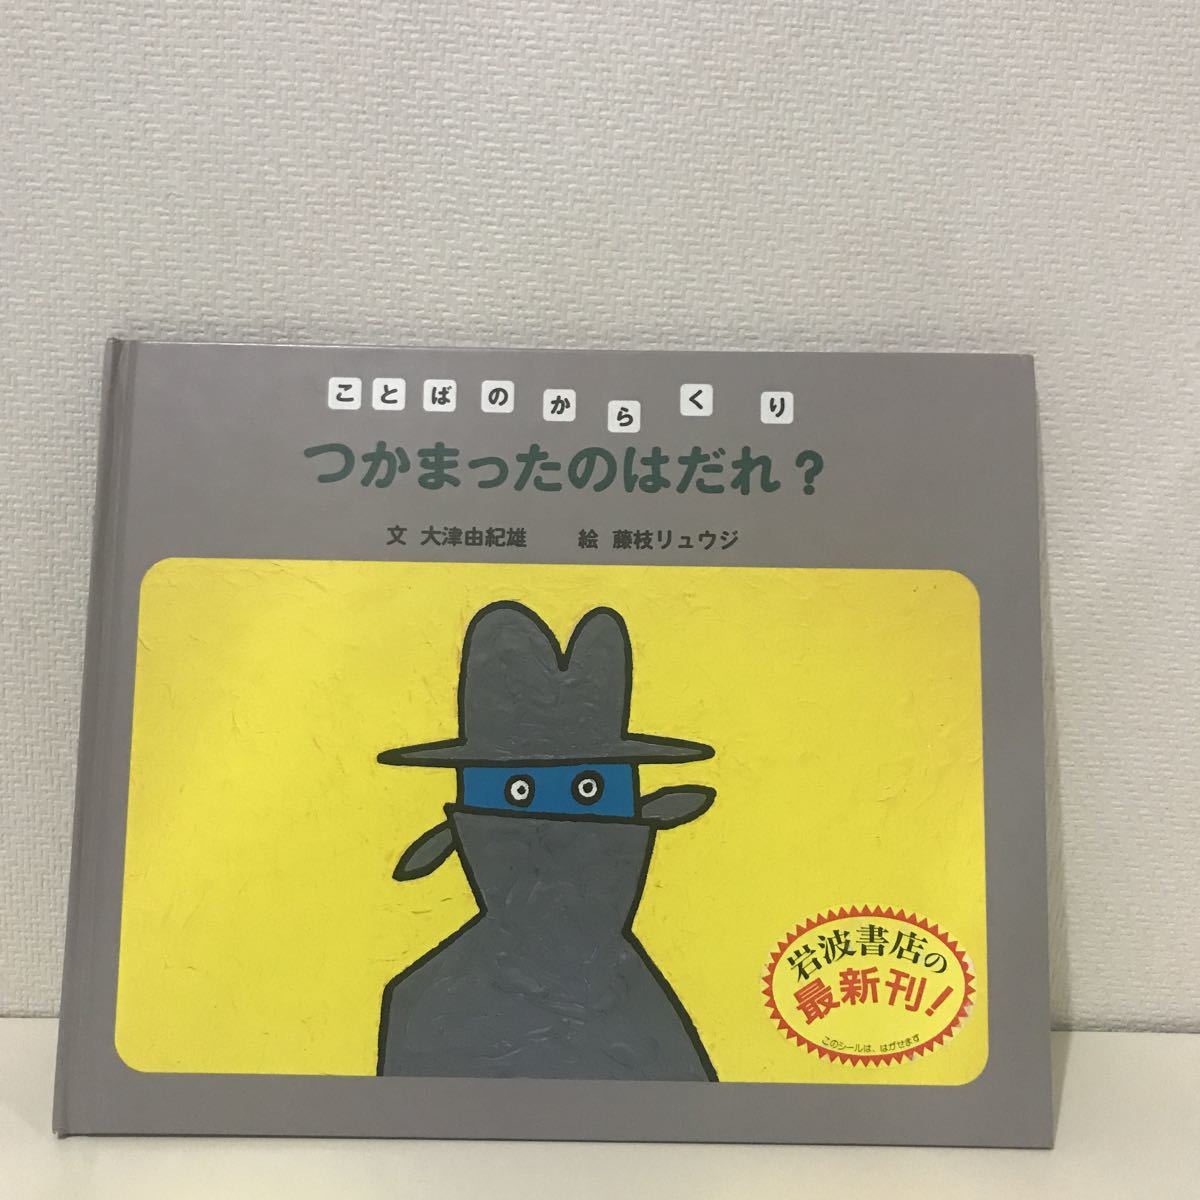 ことばのからくり
つかまったのはだれ?
文 大津由紀雄 絵 藤枝リュウジ
岩波書店の
最新刊!
このシールは、はがせます